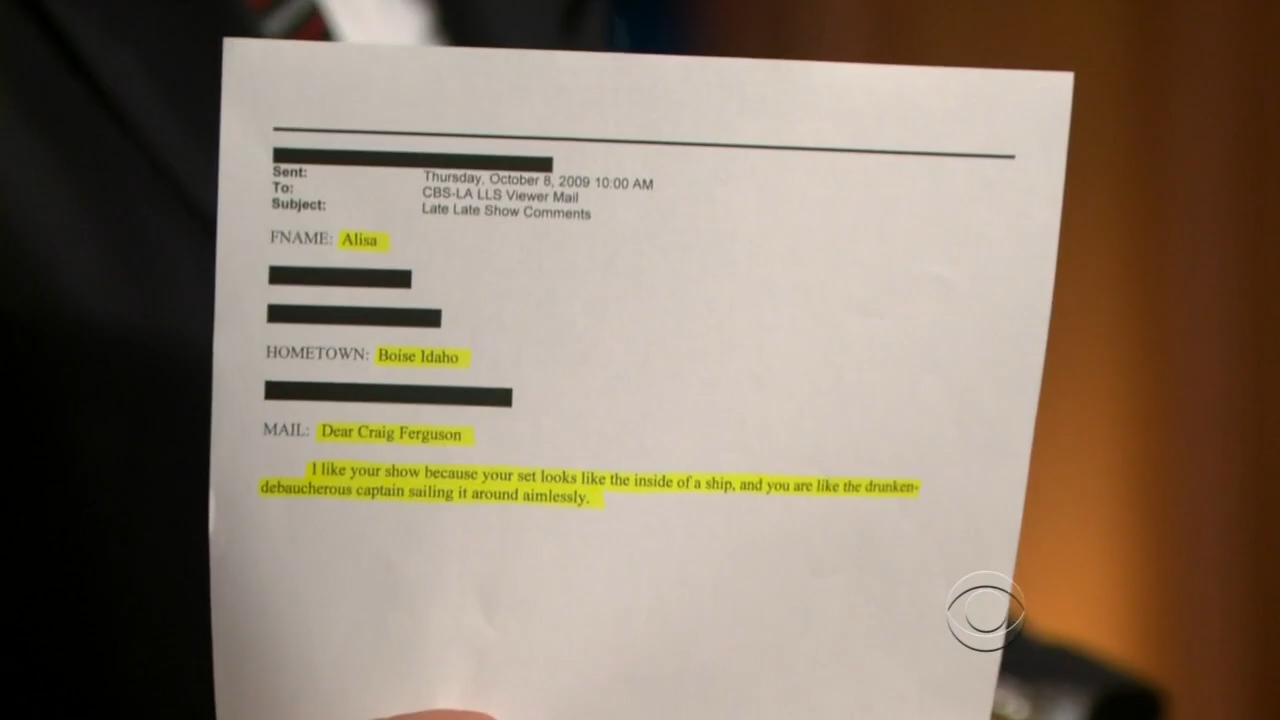 Sent: Thursday, October 8, 2009 10:00 AM
To: CBS-LA LLS Viewer Mail
Subject: Late Late Show Comments
FNAME: Alisa
HOMETOWN: Boise Idaho
MAIL: Dear Craig Ferguson
I like your show because your set looks like the inside of a ship, and you are like the drunken-
debaucherous captain sailing it around aimlessly.